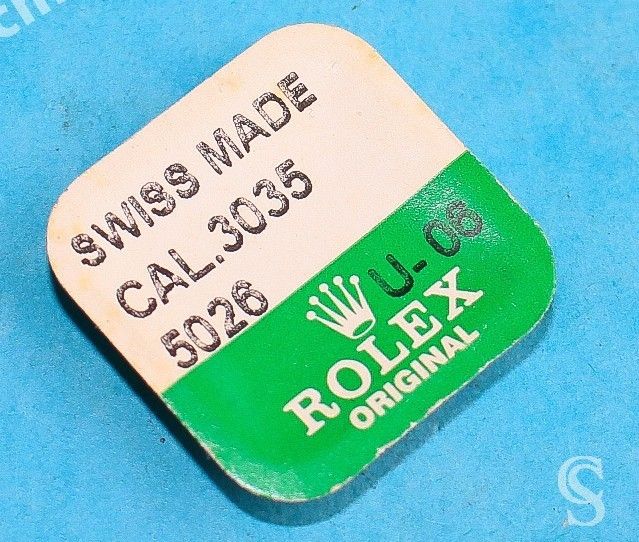 SWISS MADE
CAL.3035
5026
U-06
ROLEX
ORIGINAL